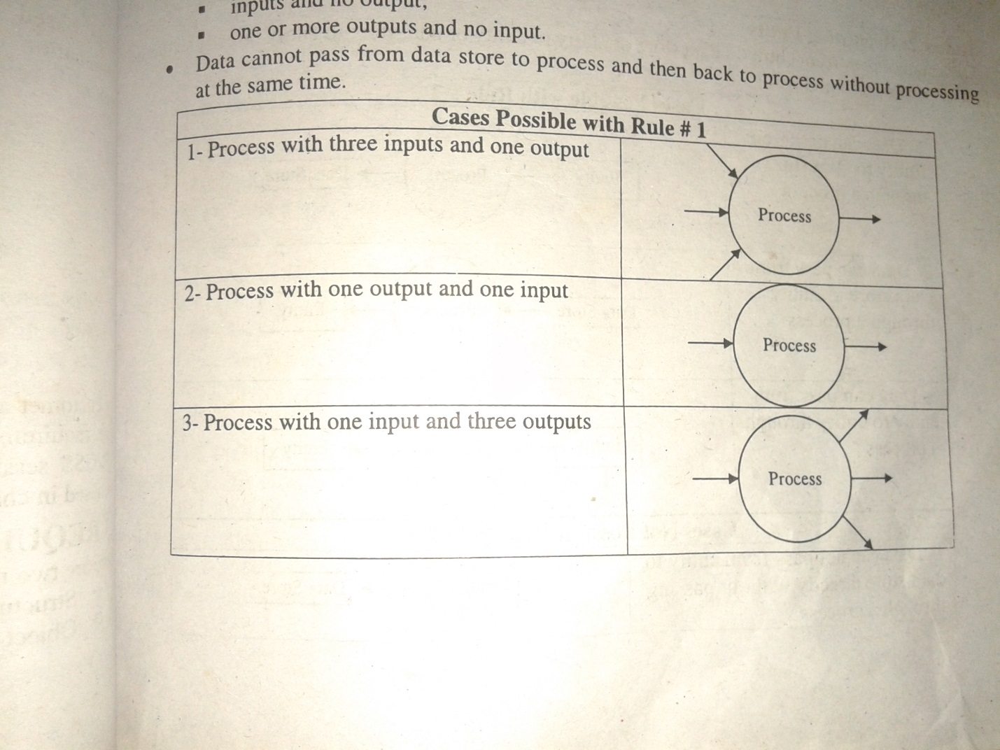 ▪ inputs and no output,
▪ one or more outputs and no input.
• Data cannot pass from data store to process and then back to process without processing
at the same time.
Cases Possible with Rule # 1
1- Process with three inputs and one output
Process
2- Process with one output and one input
Process
3- Process with one input and three outputs
Process